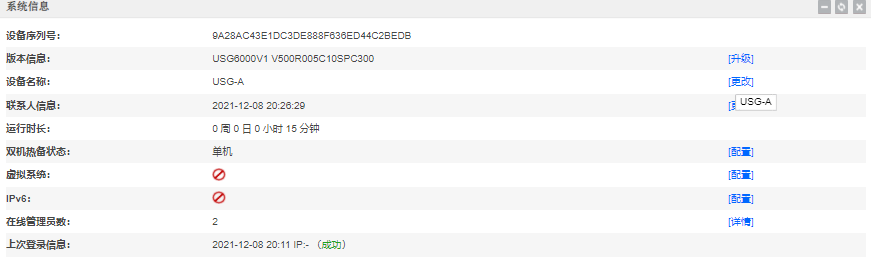 系统信息
设备序列号： 9A28AC43E1DC3DE888F636ED44C2BEDB
版本信息： USG6000V1 V500R005C10SPC300 [升级]
设备名称： USG-A [更改]
联系人信息： 2021-12-08 20:26:29
USG-A
运行时长： 0 周 0 日 0 小时 15 分钟
双机热备状态： 单机 [配置]
虚拟系统： [配置]
IPv6： [配置]
在线管理员数： 2 [详情]
上次登录信息： 2021-12-08 20:11 IP:- （成功）